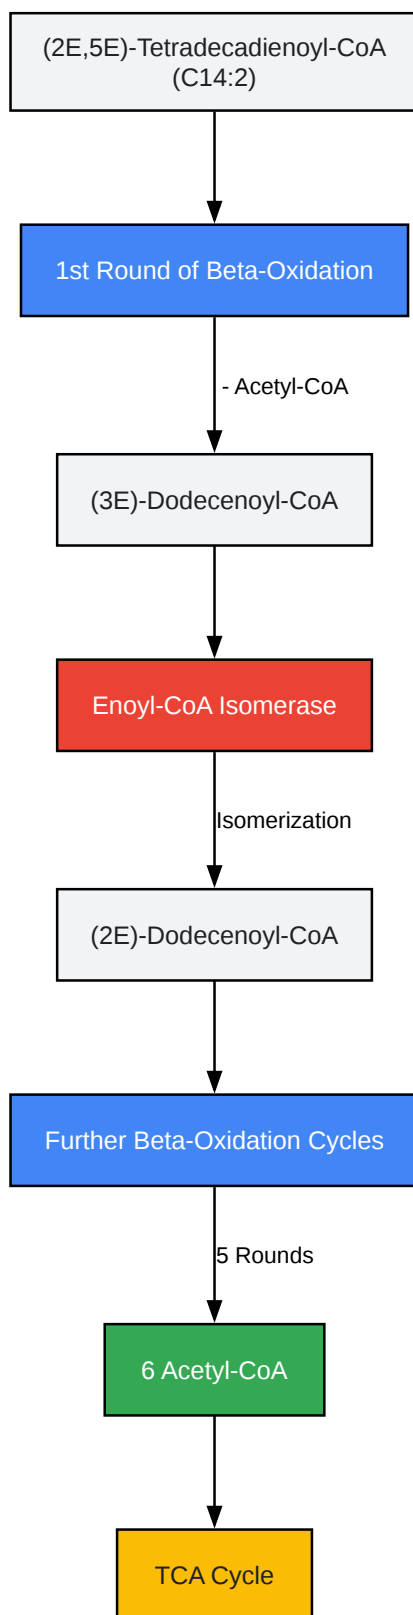 (2E,5E)-Tetradecadienoyl-CoA
(C14:2)
1st Round of Beta-Oxidation
- Acetyl-CoA
(3E)-Dodecenoyl-CoA
Enoyl-CoA Isomerase
Isomerization
(2E)-Dodecenoyl-CoA
Further Beta-Oxidation Cycles
5 Rounds
6 Acetyl-CoA
TCA Cycle